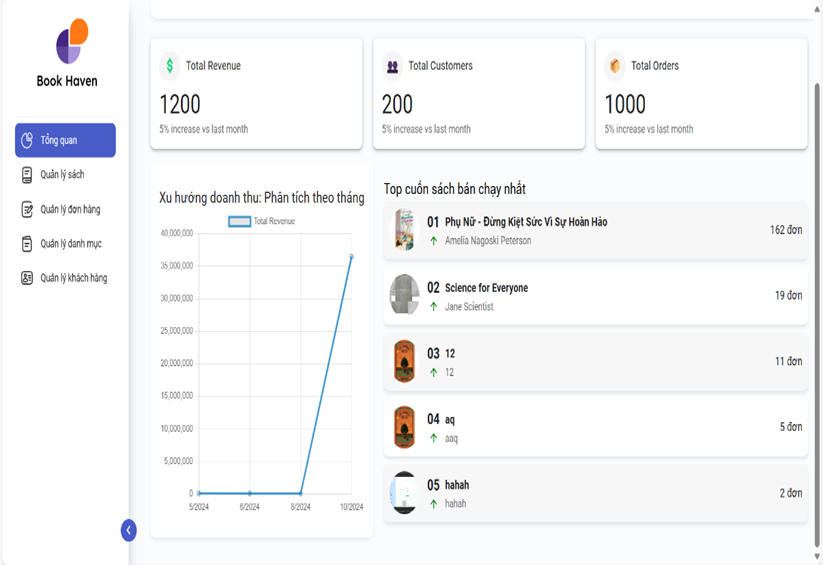 Book Haven
Tổng quan
Quản lý sách
Quản lý đơn hàng
Quản lý danh mục
Quản lý khách hàng
Total Revenue
1200
5% increase vs last month
Total Customers
200
5% increase vs last month
Total Orders
1000
5% increase vs last month
Xu hướng doanh thu: Phân tích theo tháng
Total Revenue
40,000,000
35,000,000
30,000,000
25,000,000
20,000,000
15,000,000
10,000,000
5,000,000
0
5/2024 6/2024 8/2024 10/2024
Top cuốn sách bán chạy nhất
01 Phụ Nữ - Đừng Kiệt Sức Vì Sự Hoàn Hảo
Amelia Nagoski Peterson
162 đơn
02 Science for Everyone
Jane Scientist
19 đơn
03 12
12
11 đơn
04 aq
aaq
5 đơn
05 hahah
hahah
2 đơn